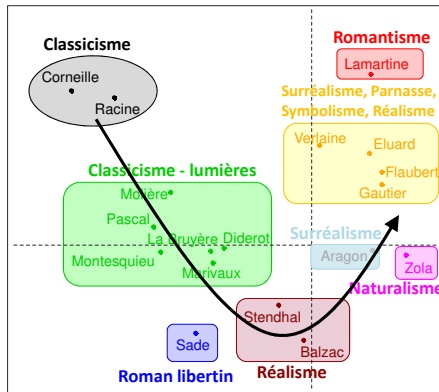 Classicisme
Corneille
Racine
Romantisme
Lamartine
Surréalisme, Parnasse,
Symbolisme, Réalisme
Verlaine
Eluard
Flaubert
Gautier
Classicisme - lumières
Molière
Pascal
La Bruyère
Diderot
Montesquieu
Marivaux
Surréalisme
Aragon
Zola
Naturalisme
Stendhal
Balzac
Réalisme
Sade
Roman libertin